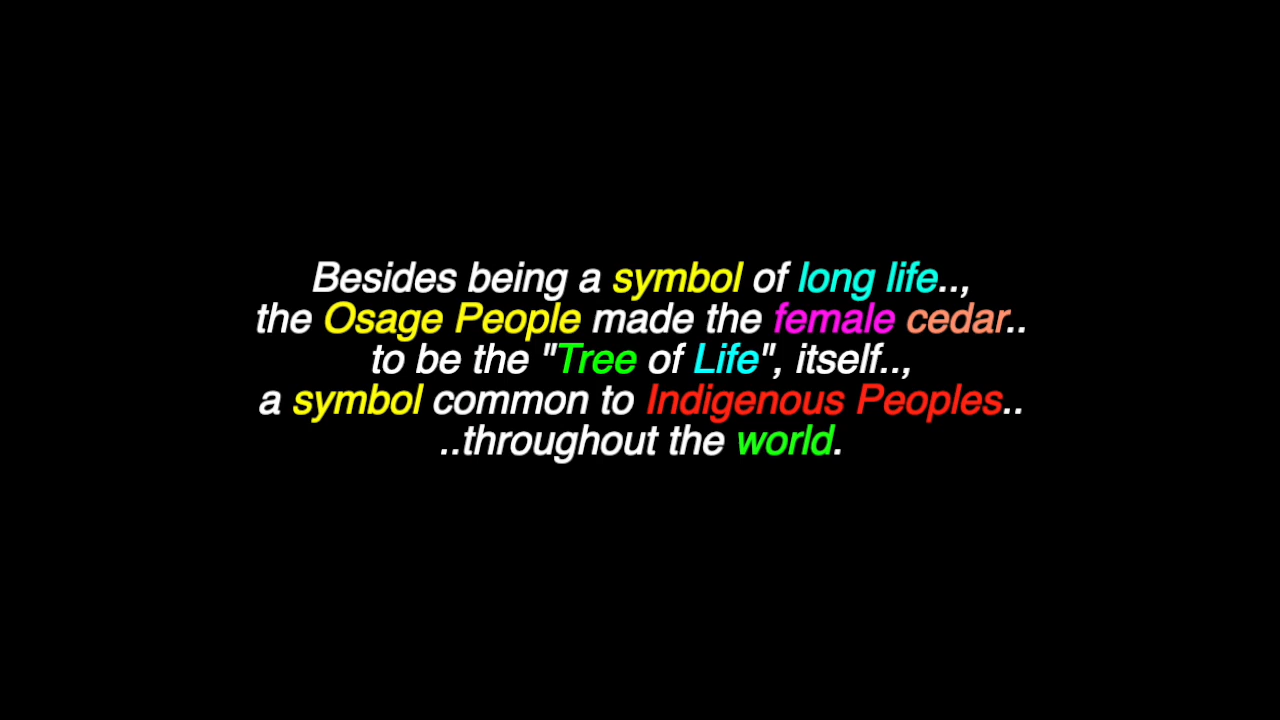 Besides being a symbol of long life..,
the Osage People made the female cedar..
to be the "Tree of Life", itself..,
a symbol common to Indigenous Peoples..
..throughout the world.